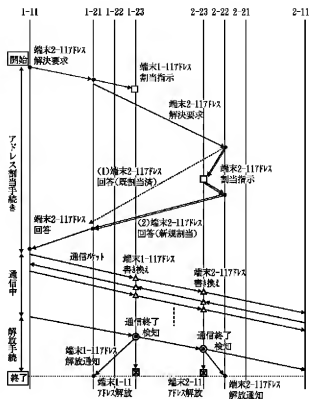 1-11 1-21 1-22 1-23 2-23 2-22 2-21 2-11
開始
端末2-11アドレス
解決要求
端末1-11アドレス
割当指示
端末2-11アドレス
解決要求
アドレス割当手続き
(1)端末2-11アドレス
回答(既割当済)
端末2-11アドレス
割当指示
端末2-11アドレス
回答
(2)端末2-11アドレス
回答(新規割当)
通信パケット
端末1-11アドレス
書き換え
端末2-11アドレス
書き換え
通信中
通信終了
検知
通信終了
検知
解放手続
端末1-11アドレス
解放通知
終了
端末1-11
アドレス解放
端末2-11
アドレス解放
端末2-11アドレス
解放通知